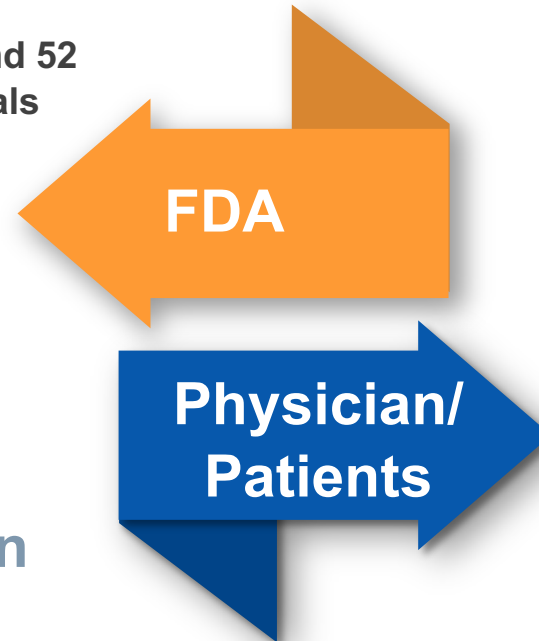 nd 52
als
FDA
Physician/
Patients
n